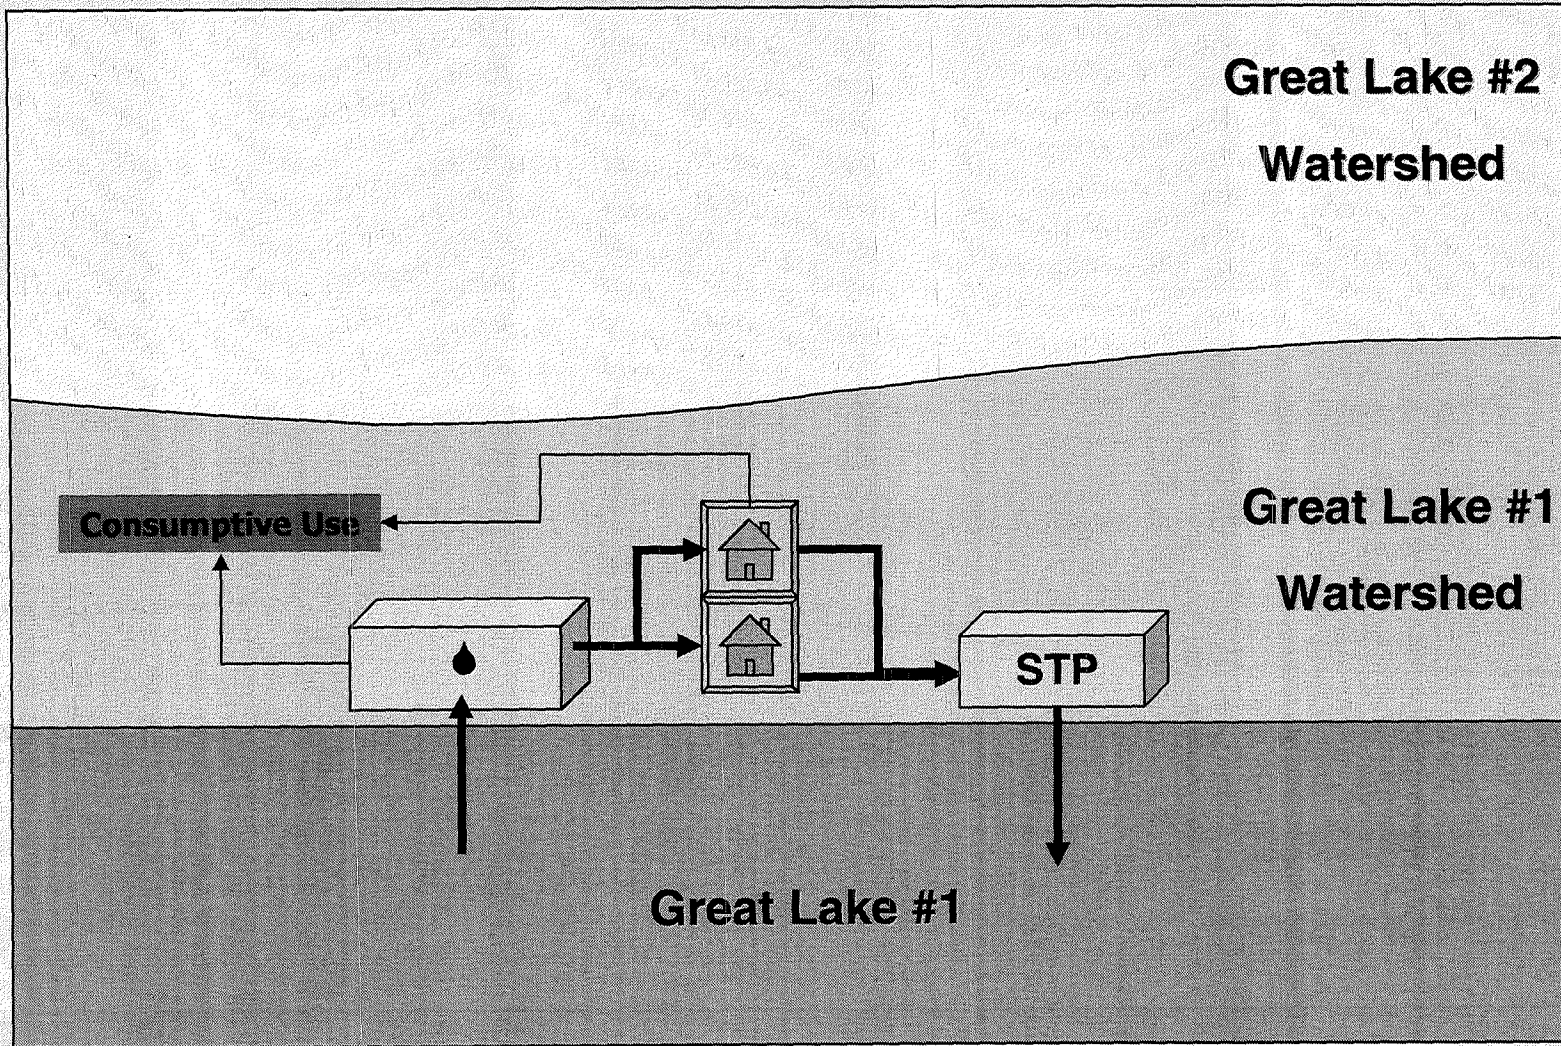 Great Lake #2
Watershed
Consumptive Use
Great Lake #1
Watershed
STP
Great Lake #1